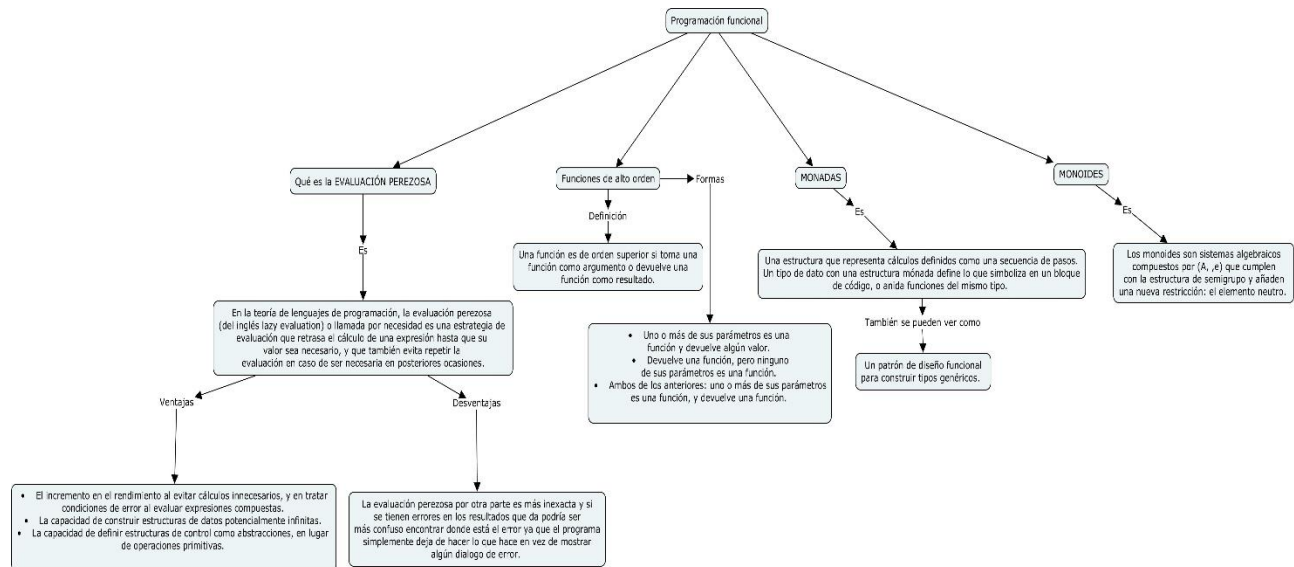 Programación funcional
Qué es la EVALUACIÓN PEREZOSA
Es
En la teoría de lenguajes de programación, la evaluación perezosa
(del inglés lazy evaluation) o llamada por necesidad es una estrategia de
evaluación que retrasa el cálculo de una expresión hasta que su
valor sea necesario, y que también evita repetir la
evaluación en caso de ser necesaria en posteriores ocasiones.
Ventajas
• El incremento en el rendimiento al evitar cálculos innecesarios, y en tratar
condiciones de error al evaluar expresiones compuestas.
• La capacidad de construir estructuras de datos potencialmente infinitas.
• La capacidad de definir estructuras de control como abstracciones, en lugar
de operaciones primitivas.
Desventajas
La evaluación perezosa por otra parte es más inexacta y si
se tienen errores en los resultados que da podría ser
más confuso encontrar donde está el error ya que el programa
simplemente deja de hacer lo que hace en vez de mostrar
algún dialogo de error.
Funciones de alto orden
Definición
Una función es de orden superior si toma una
función como argumento o devuelve una
función como resultado.
Formas
• Uno o más de sus parámetros es una
función y devuelve algún valor.
• Devuelve una función, pero ninguno
de sus parámetros es una función.
• Ambos de los anteriores: uno o más de sus parámetros
es una función, y devuelve una función.
MONADAS
Es
Una estructura que representa cálculos definidos como una secuencia de pasos.
Un tipo de dato con una estructura mónada define lo que simboliza en un bloque
de código, o anida funciones del mismo tipo.
También se pueden ver como
Un patrón de diseño funcional
para construir tipos genéricos.
MONOIDES
Es
Los monoides son sistemas algebraicos
compuestos por (A, ,e) que cumplen
con la estructura de semigrupo y añaden
una nueva restricción: el elemento neutro.